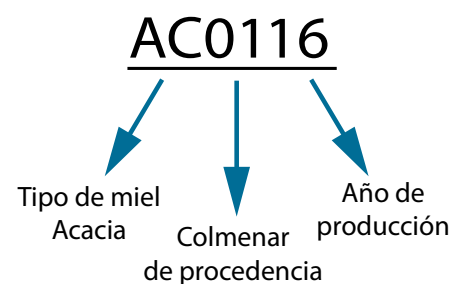 AC0116
Tipo de miel
Acacia
Colmenar
de procedencia
Año de
producción